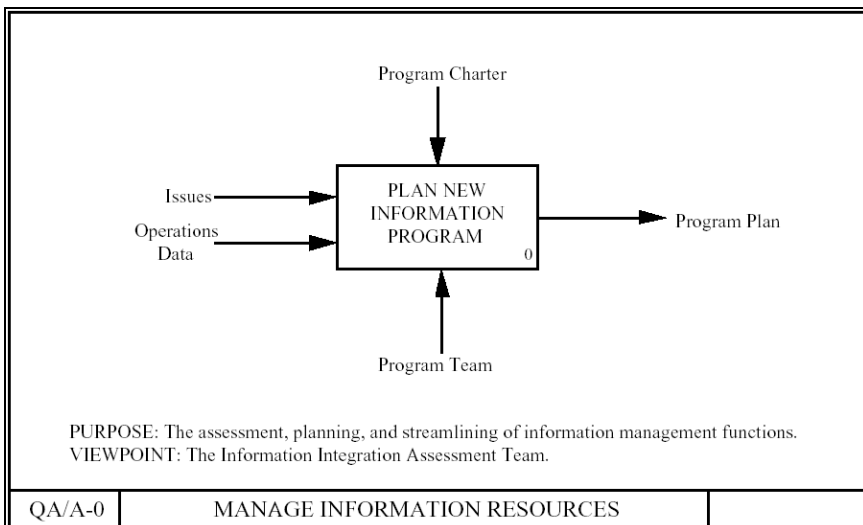 Program Charter
Issues
Operations
Data
PLAN NEW
INFORMATION
PROGRAM
0
Program Plan
Program Team
PURPOSE: The assessment, planning, and streamlining of information management functions.
VIEWPOINT: The Information Integration Assessment Team.
QA/A-0
MANAGE INFORMATION RESOURCES